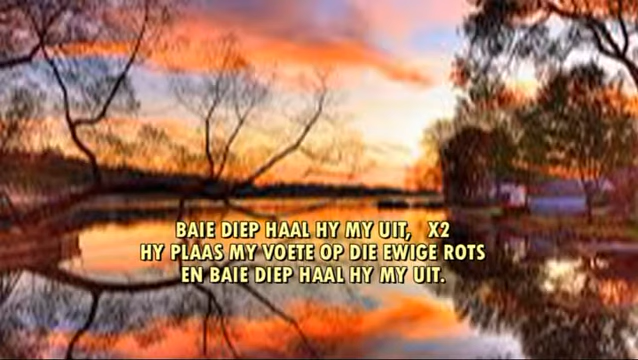 BAIE DIEP HAAL HY MY UIT, X2
HY PLAAS MY VOETE OP DIE EWIGE ROTS
EN BAIE DIEP HAAL HY MY UIT.